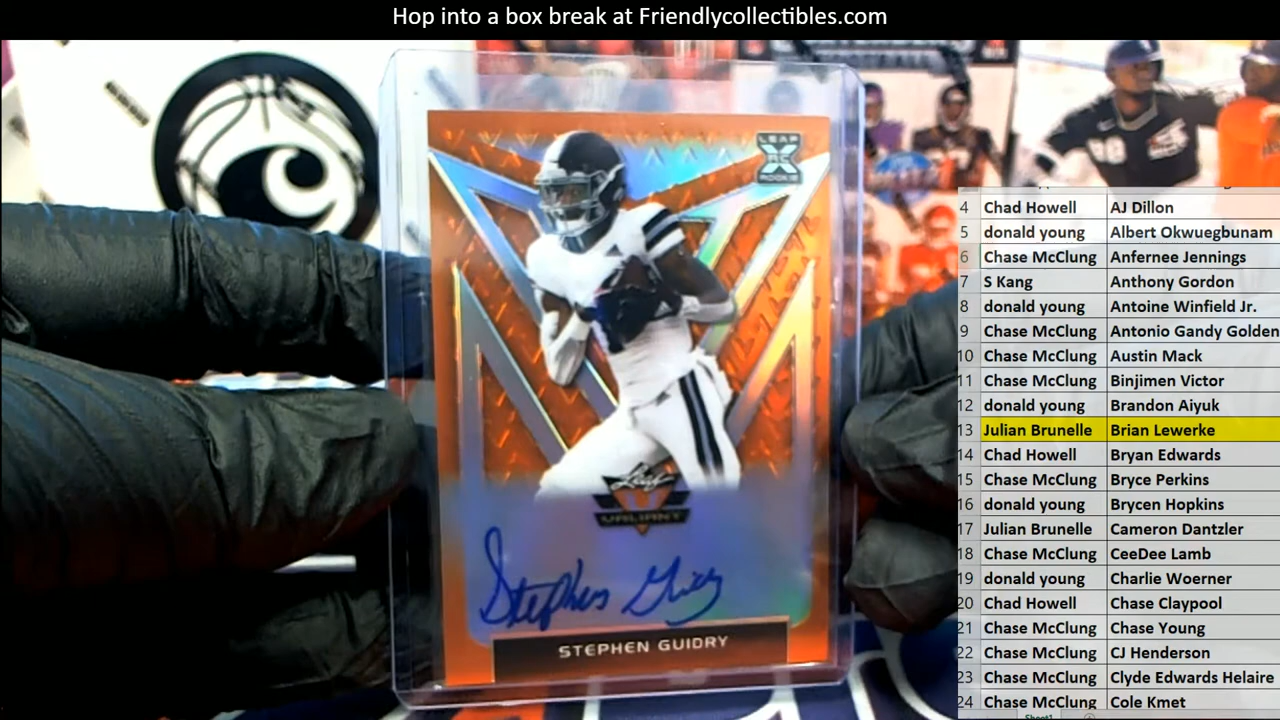 Hop into a box break at Friendlycollectibles.com
LEAF
X
RC
ROOKIE
Leaf
VALIANT
Stephen Guidry
STEPHEN GUIDRY
4 Chad Howell AJ Dillon
5 donald young Albert Okwuegbunam
6 Chase McClung Anfernee Jennings
7 S Kang Anthony Gordon
8 donald young Antoine Winfield Jr.
9 Chase McClung Antonio Gandy Golden
10 Chase McClung Austin Mack
11 Chase McClung Binjimen Victor
12 donald young Brandon Aiyuk
13 Julian Brunelle Brian Lewerke
14 Chad Howell Bryan Edwards
15 Chase McClung Bryce Perkins
16 donald young Brycen Hopkins
17 Julian Brunelle Cameron Dantzler
18 Chase McClung CeeDee Lamb
19 donald young Charlie Woerner
20 Chad Howell Chase Claypool
21 Chase McClung Chase Young
22 Chase McClung CJ Henderson
23 Chase McClung Clyde Edwards Helaire
24 Chase McClung Cole Kmet
Sheet1